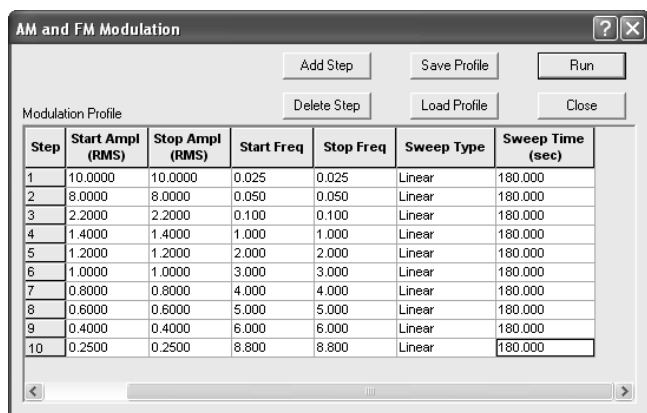 AM and FM Modulation
Add Step Save Profile Run
Delete Step Load Profile Close
Modulation Profile
Step Start Ampl (RMS) Stop Ampl (RMS) Start Freq Stop Freq Sweep Type Sweep Time (sec)
1 10.0000 10.0000 0.025 0.025 Linear 180.000
2 8.0000 8.0000 0.050 0.050 Linear 180.000
3 2.2000 2.2000 0.100 0.100 Linear 180.000
4 1.4000 1.4000 1.000 1.000 Linear 180.000
5 1.2000 1.2000 2.000 2.000 Linear 180.000
6 1.0000 1.0000 3.000 3.000 Linear 180.000
7 0.8000 0.8000 4.000 4.000 Linear 180.000
8 0.6000 0.6000 5.000 5.000 Linear 180.000
9 0.4000 0.4000 6.000 6.000 Linear 180.000
10 0.2500 0.2500 8.800 8.800 Linear 180.000